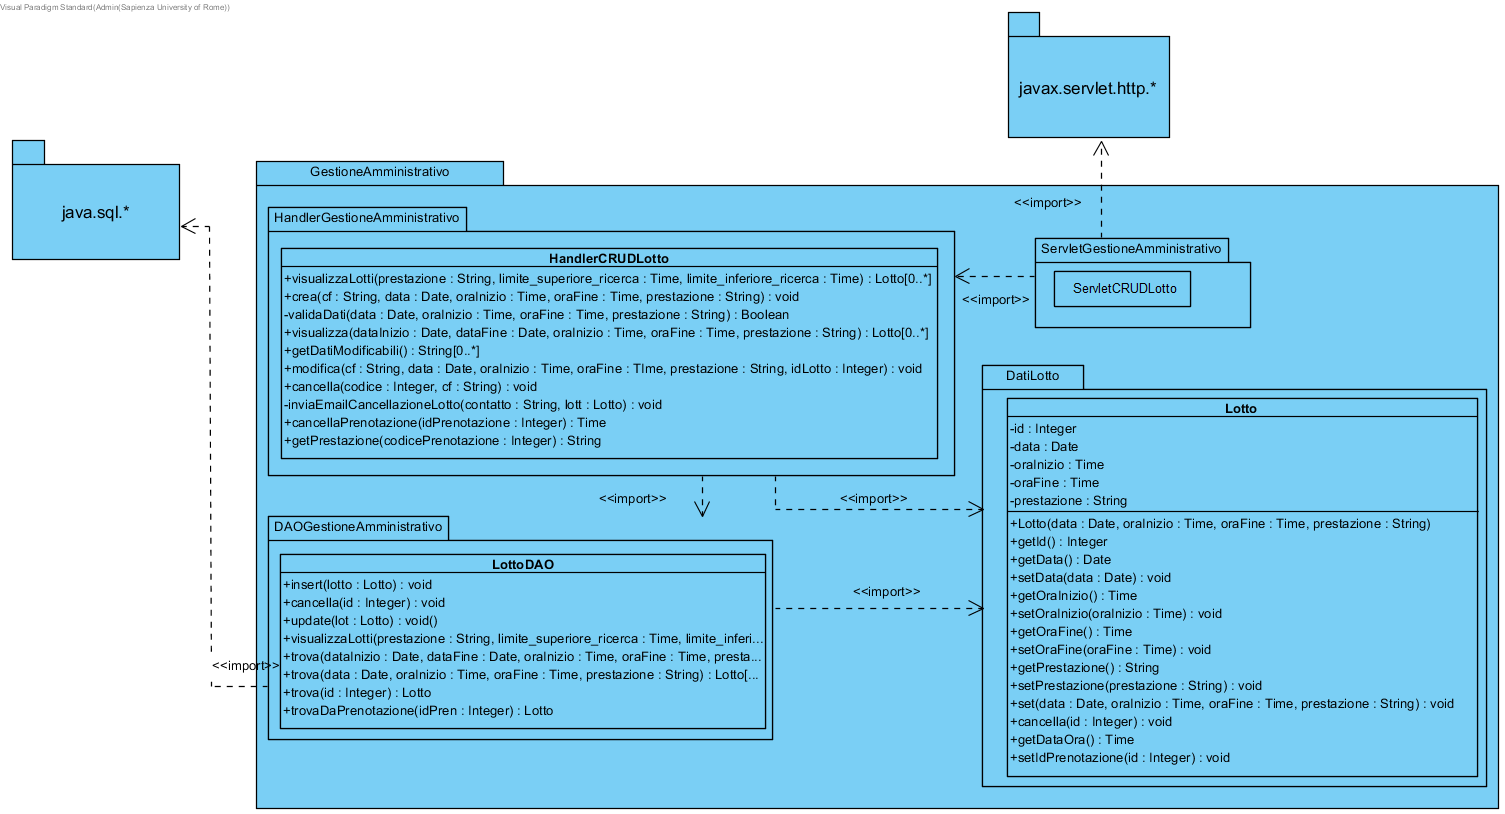 Visual Paradigm Standard(Admin(Sapienza University of Rome))
javax.servlet.http.*
java.sql.*
GestioneAmministrativo
<<import>>
HandlerGestioneAmministrativo
HandlerCRUDLotto
+visualizzaLotti(prestazione : String, limite_superiore_ricerca : Time, limite_inferiore_ricerca : Time) : Lotto[0..*]
+crea(cf : String, data : Date, oraInizio : Time, oraFine : Time, prestazione : String) : void
-validaDati(data : Date, oraInizio : Time, oraFine : Time, prestazione : String) : Boolean
+visualizza(dataInizio : Date, dataFine : Date, oraInizio : Time, oraFine : Time, prestazione : String) : Lotto[0..*]
+getDatiModificabili() : String[0..*]
+modifica(cf : String, data : Date, oraInizio : Time, oraFine : TIme, prestazione : String, idLotto : Integer) : void
+cancella(codice : Integer, cf : String) : void
-inviaEmailCancellazioneLotto(contatto : String, lott : Lotto) : void
+cancellaPrenotazione(idPrenotazione : Integer) : Time
+getPrestazione(codicePrenotazione : Integer) : String
ServletGestioneAmministrativo
ServletCRUDLotto
<<import>>
DatiLotto
Lotto
-id : Integer
-data : Date
-oraInizio : Time
-oraFine : Time
-prestazione : String
+Lotto(data : Date, oraInizio : Time, oraFine : Time, prestazione : String)
+getId() : Integer
+getData() : Date
+setData(data : Date) : void
+getOraInizio() : Time
+setOraInizio(oraInizio : Time) : void
+getOraFine() : Time
+setOraFine(oraFine : Time) : void
+getPrestazione() : String
+setPrestazione(prestazione : String) : void
+set(data : Date, oraInizio : Time, oraFine : Time, prestazione : String) : void
+cancella(id : Integer) : void
+getDataOra() : Time
+setIdPrenotazione(id : Integer) : void
<<import>>
<<import>>
DAOGestioneAmministrativo
LottoDAO
+insert(lotto : Lotto) : void
+cancella(id : Integer) : void
+update(lot : Lotto) : void()
+visualizzaLotti(prestazione : String, limite_superiore_ricerca : Time, limite_inferi...
+trova(dataInizio : Date, dataFine : Date, oraInizio : Time, oraFine : Time, presta...
+trova(data : Date, oraInizio : Time, oraFine : Time, prestazione : String) : Lotto[...
+trova(id : Integer) : Lotto
+trovaDaPrenotazione(idPren : Integer) : Lotto
<<import>>
<<import>>